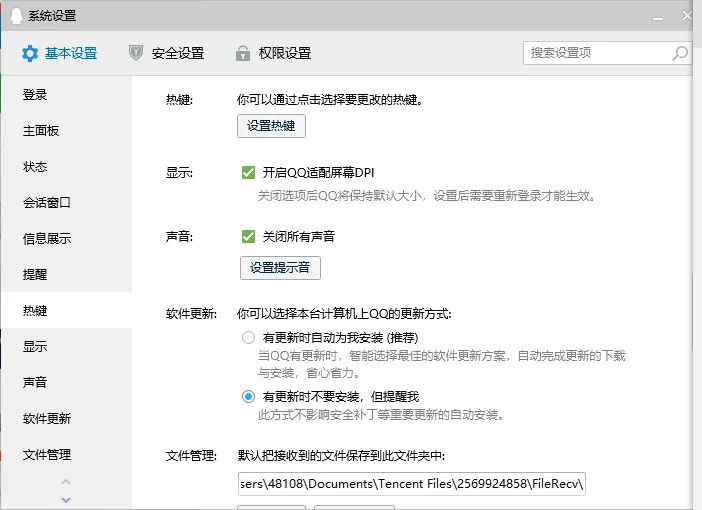 系统设置
基本设置 安全设置 权限设置 搜索设置项
登录
主面板
状态
会话窗口
信息展示
提醒
热键
显示
声音
软件更新
文件管理
热键: 你可以通过点击选择要更改的热键。
设置热键
显示: 开启QQ适配屏幕DPI
关闭选项后QQ将保持默认大小，设置后需要重新登录才能生效。
声音: 关闭所有声音
设置提示音
软件更新: 你可以选择本台计算机上QQ的更新方式:
有更新时自动为我安装 (推荐)
当QQ有更新时，智能选择最佳的软件更新方案，自动完成更新的下载
与安装，省心省力。
有更新时不要安装，但提醒我
此方式不影响安全补丁等重要更新的自动安装。
文件管理: 默认把接收到的文件保存到此文件夹中:
sers\48108\Documents\Tencent Files\2569924858\FileRecv\